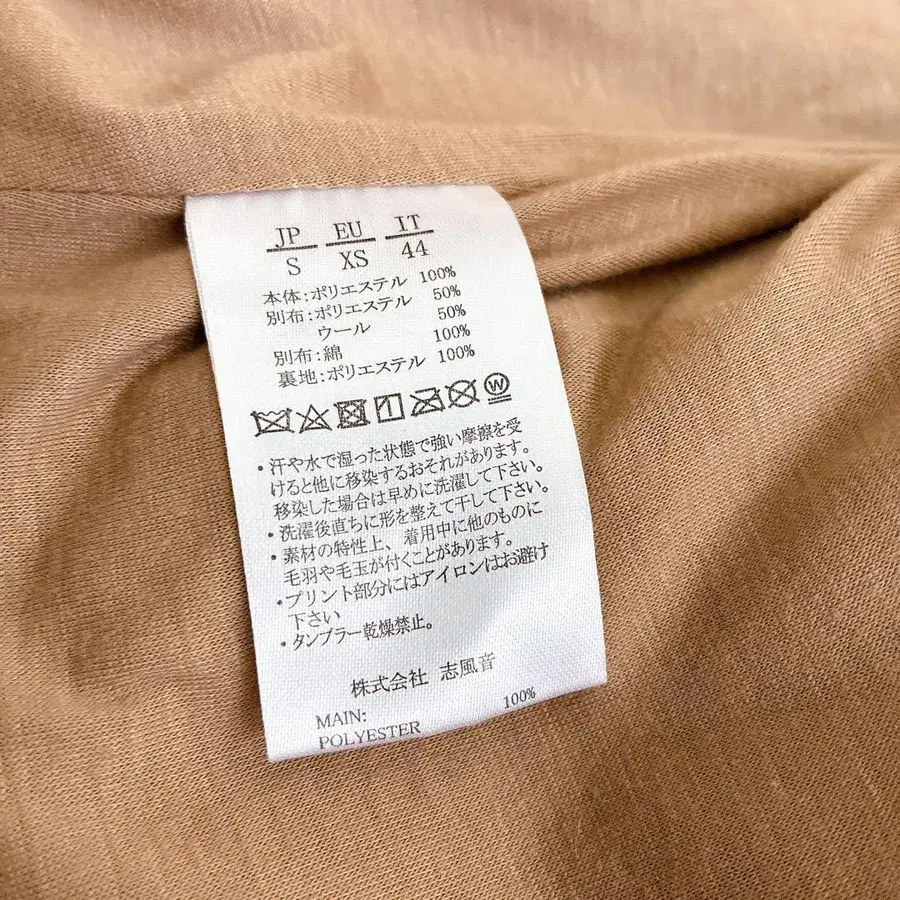 JP EU IT
S XS 44
本体:ポリエステル 100%
別布:ポリエステル 50%
ウール 50%
別布:綿 100%
裏地:ポリエステル 100%
W
・汗や水で湿った状態で強い摩擦を受
けると他に移染するおそれがあります。
移染した場合は早めに洗濯して下さい。
・洗濯後直ちに形を整えて干して下さい。
・素材の特性上、着用中に他のものに
毛羽や毛玉が付くことがあります。
・プリント部分にはアイロンはお避け
下さい
・タンブラー乾燥禁止。
株式会社 志風音
MAIN:
POLYESTER 100%